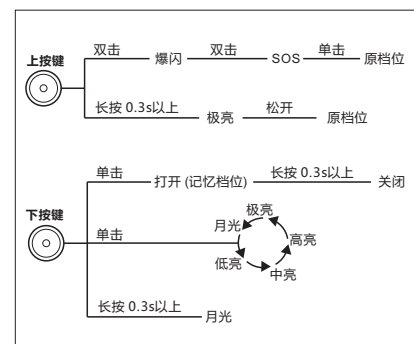 双击 爆闪 双击 SOS 单击 原档位
上按键
长按 0.3s以上 极亮 松开 原档位
单击 打开 (记忆档位) 长按 0.3s以上 关闭
下按键
单击
极亮
月光
高亮
低亮
中亮
长按 0.3s以上 月光